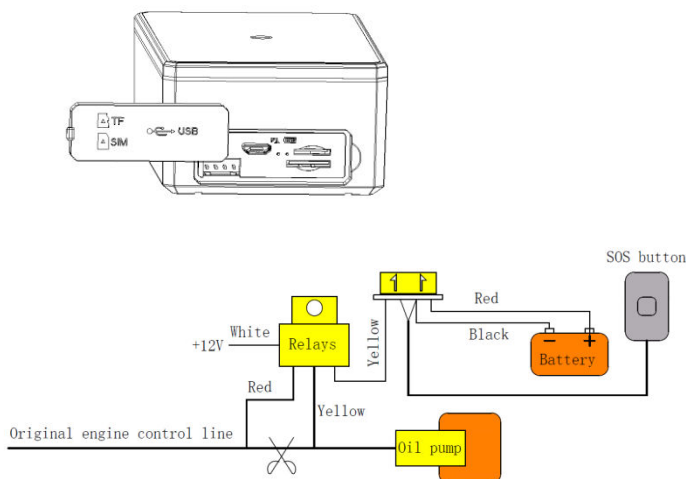 TF
USB
SIM
SOS button
Red
White
+12V
Relays
Yellow
Black
Battery
Red
Yellow
Original engine control line
Oil pump